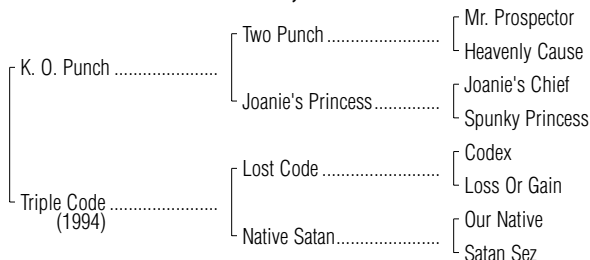 Mr. Prospector
Two Punch ......................
Heavenly Cause
K. O. Punch ....................
Joanie's Chief
Joanie's Princess.............
Spunky Princess
Codex
Lost Code .......................
Loss Or Gain
Triple Code .....................
(1994)
Our Native
Native Satan....................
Satan Sez